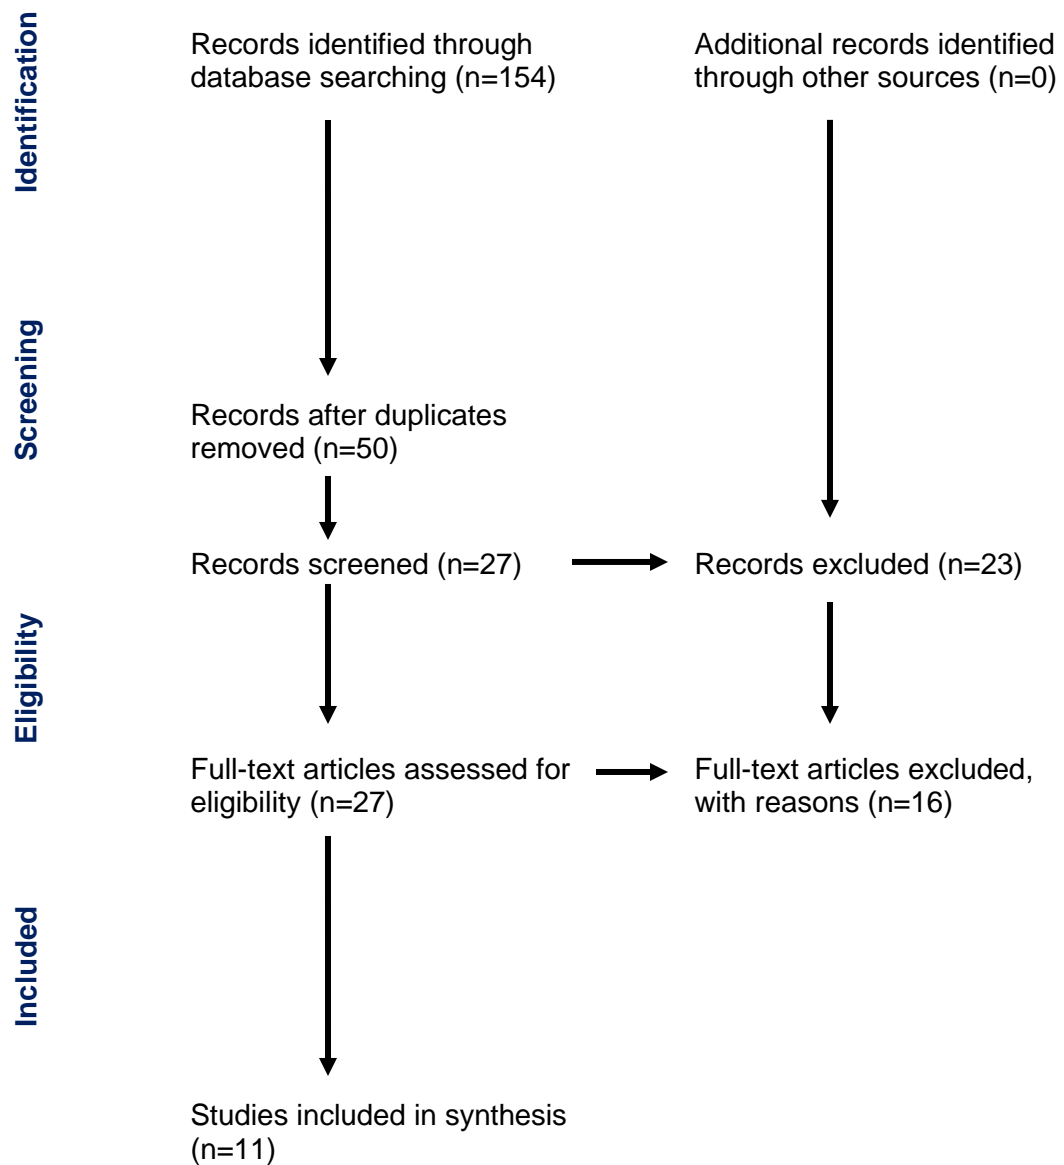 Identification
Records identified through
database searching (n=154)
Additional records identified
through other sources (n=0)
Screening
Records after duplicates
removed (n=50)
Records screened (n=27)
Records excluded (n=23)
Eligibility
Full-text articles assessed for
eligibility (n=27)
Full-text articles excluded,
with reasons (n=16)
Included
Studies included in synthesis
(n=11)